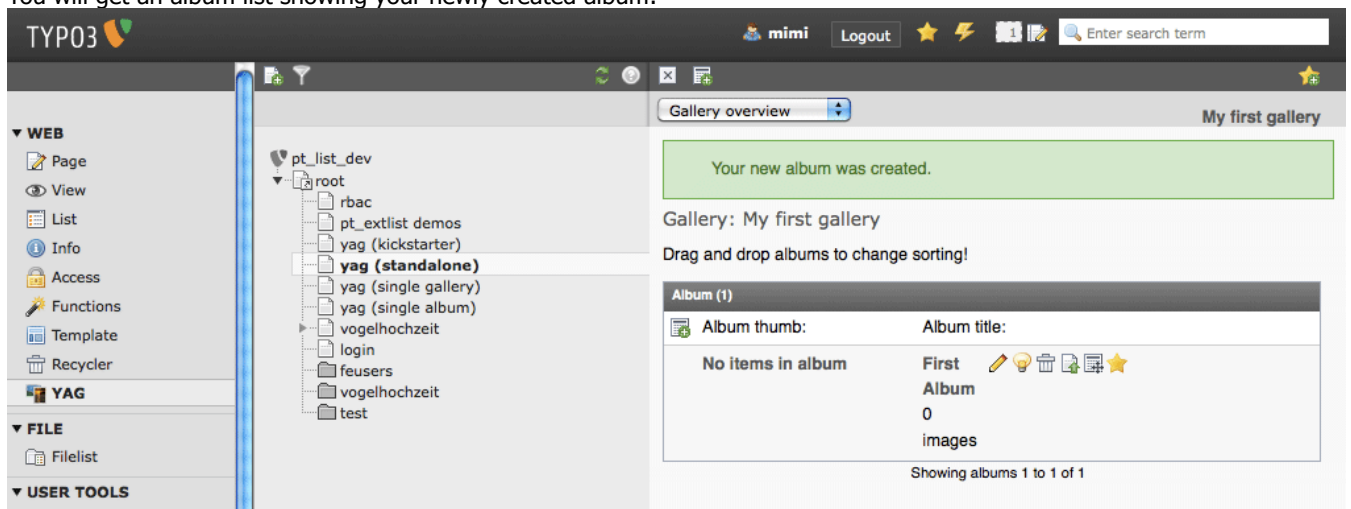 You will get an album list showing your newly created album:
TYPO3
mimi Logout 1 Enter search term
Gallery overview
My first gallery
WEB
Page
View
List
Info
Access
Functions
Template
Recycler
YAG
FILE
Filelist
USER TOOLS
pt_list_dev
root
rbac
pt_extlist demos
yag (kickstarter)
yag (standalone)
yag (single gallery)
yag (single album)
vogelhochzeit
login
feusers
vogelhochzeit
test
Your new album was created.
Gallery: My first gallery
Drag and drop albums to change sorting!
Album (1)
Album thumb: Album title:
No items in album First
Album
0
images
Showing albums 1 to 1 of 1